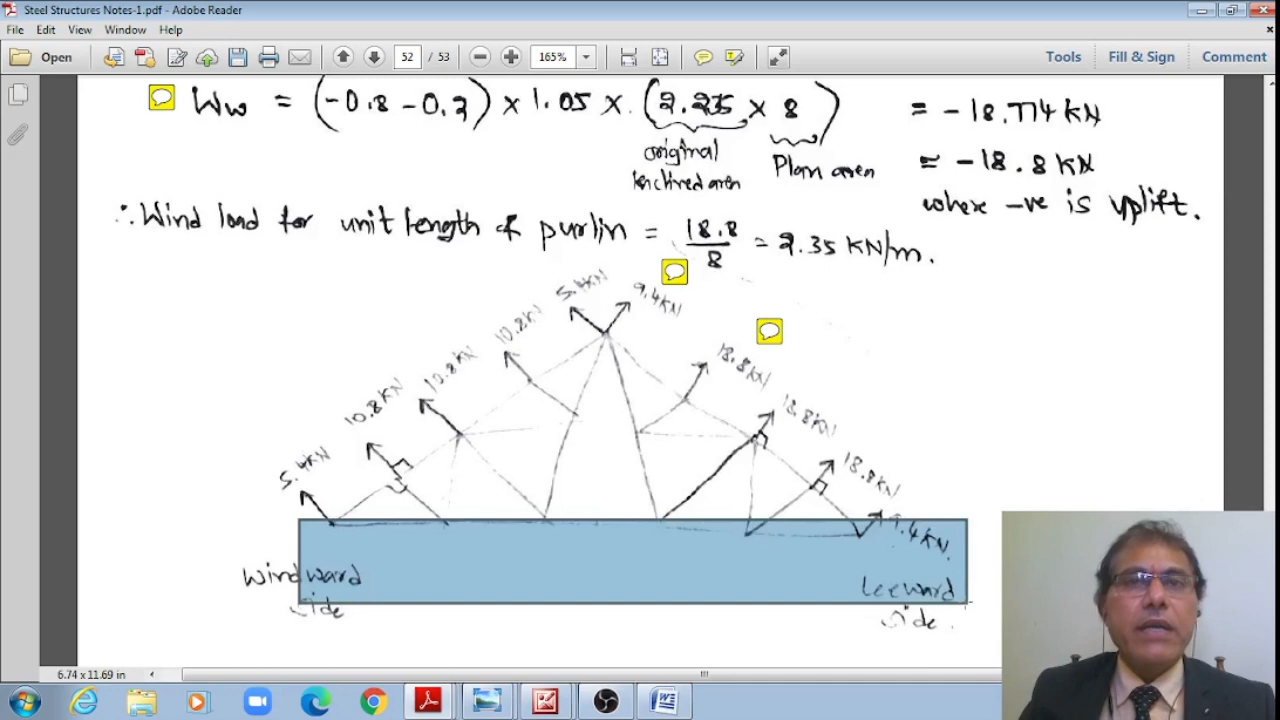 Steel Structures Notes-1.pdf - Adobe Reader
File Edit View Window Help
Open 52 / 53 165% Tools Fill & Sign Comment
Ww = (-0.8 - 0.2) × 1.05 × (2.235 × 8) = -18.774 KN
original inclined area
Plan area
= -18.8 KN
where -ve is uplift.
∴ Wind load for unit length of purlin = 18.8 / 8 = 2.35 KN/m.
5.4KN 9.4KN
10.8KN
10.8KN 18.8KN
10.8KN 18.8KN
5.4KN 18.8KN
9.4KN.
Windward side
Leeward side.
6.74 x 11.69 in